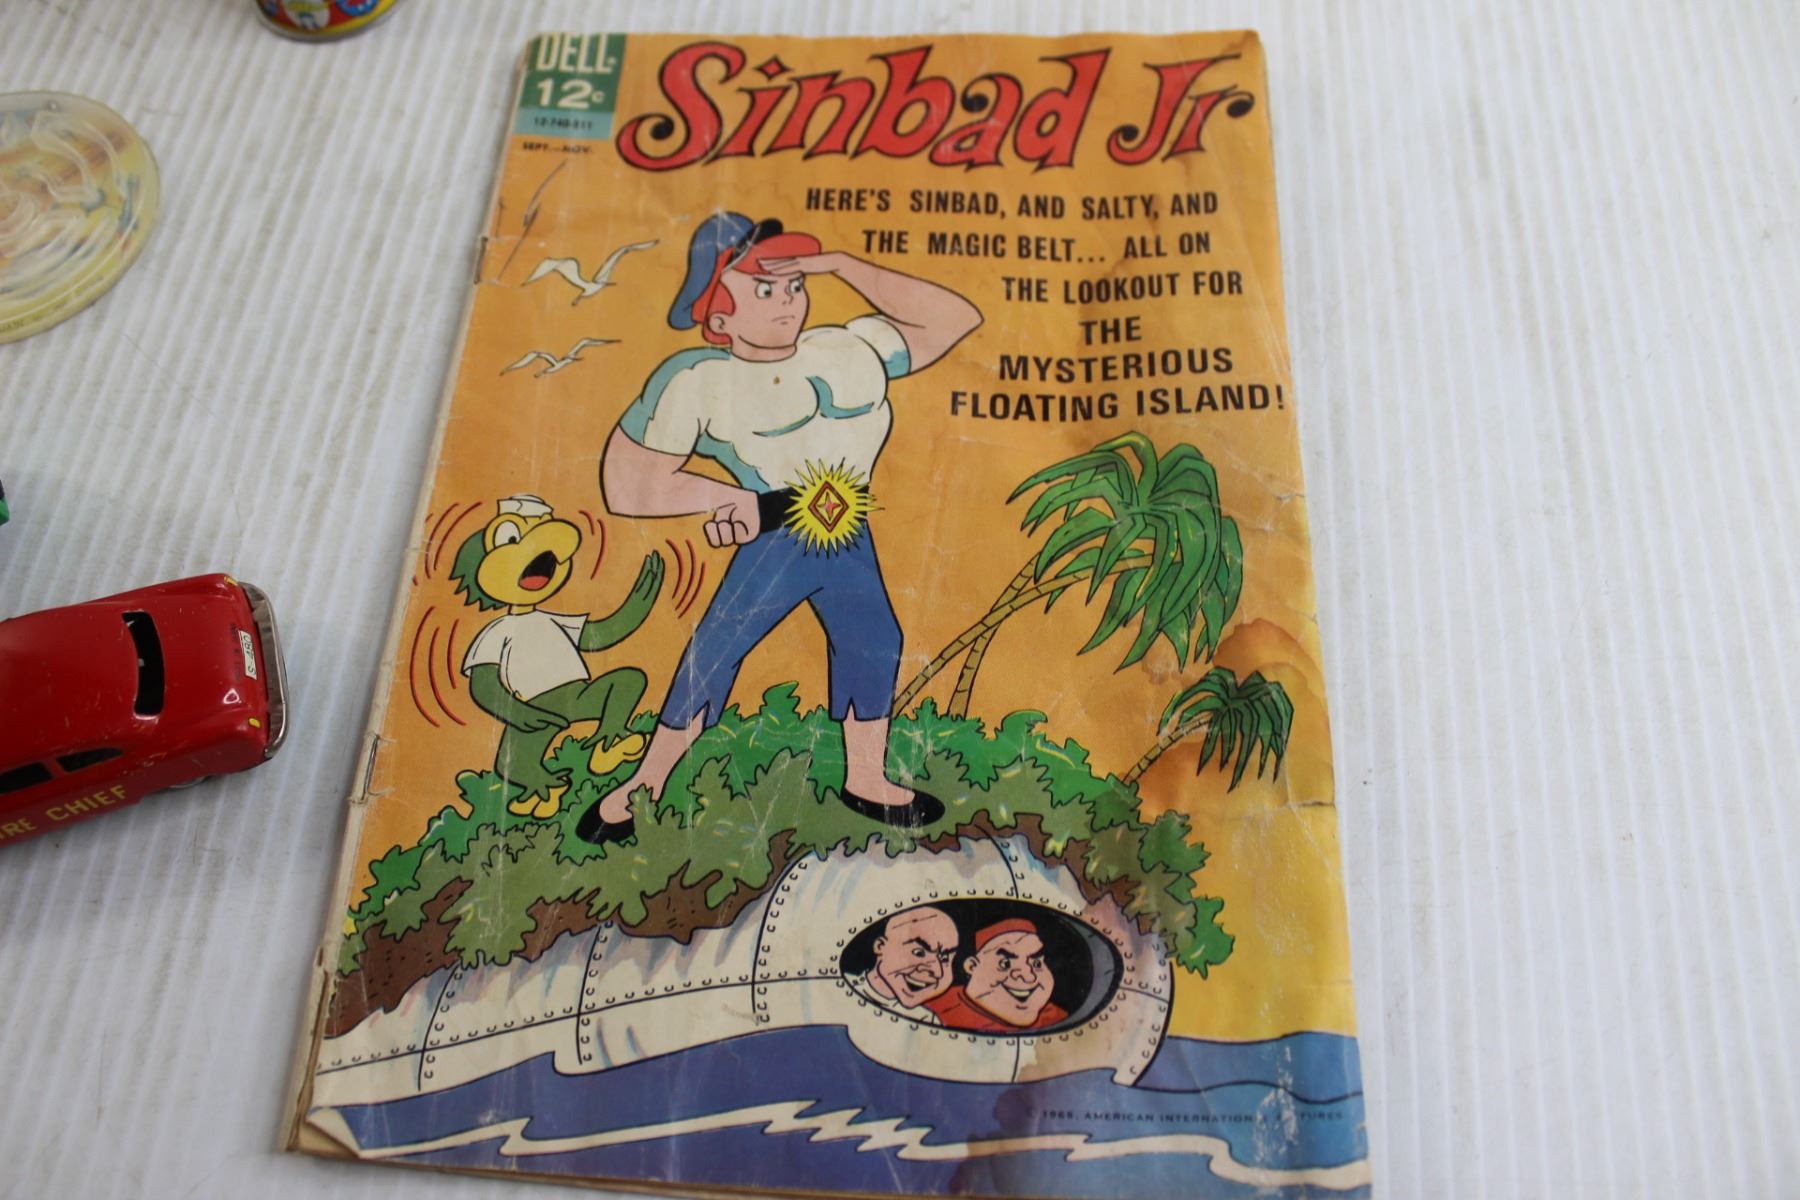 DELL
12¢
12-740-511
SEPT.—NOV.
Sinbad Jr
HERE'S SINBAD, AND SALTY, AND
THE MAGIC BELT... ALL ON
THE LOOKOUT FOR
THE
MYSTERIOUS
FLOATING ISLAND!
© 1965, AMERICAN INTERNATIONAL PICTURES
CHIEF